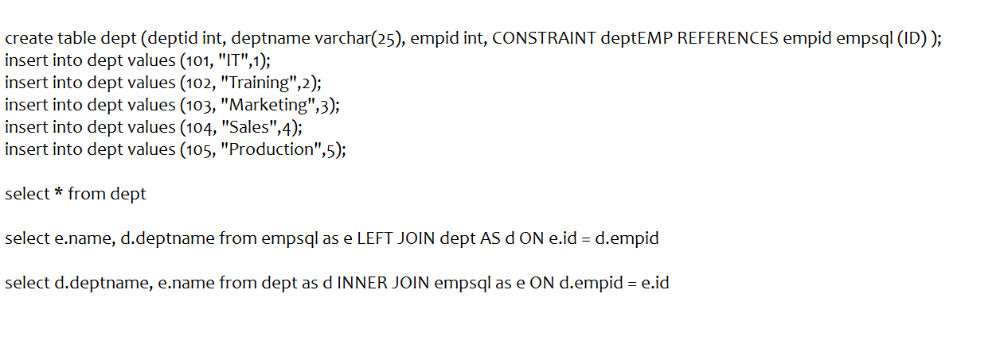 create table dept (deptid int, deptname varchar(25), empid int, CONSTRAINT deptEMP REFERENCES empid empsql (ID) );
insert into dept values (101, "IT",1);
insert into dept values (102, "Training",2);
insert into dept values (103, "Marketing",3);
insert into dept values (104, "Sales",4);
insert into dept values (105, "Production",5);
select * from dept
select e.name, d.deptname from empsql as e LEFT JOIN dept AS d ON e.id = d.empid
select d.deptname, e.name from dept as d INNER JOIN empsql as e ON d.empid = e.id